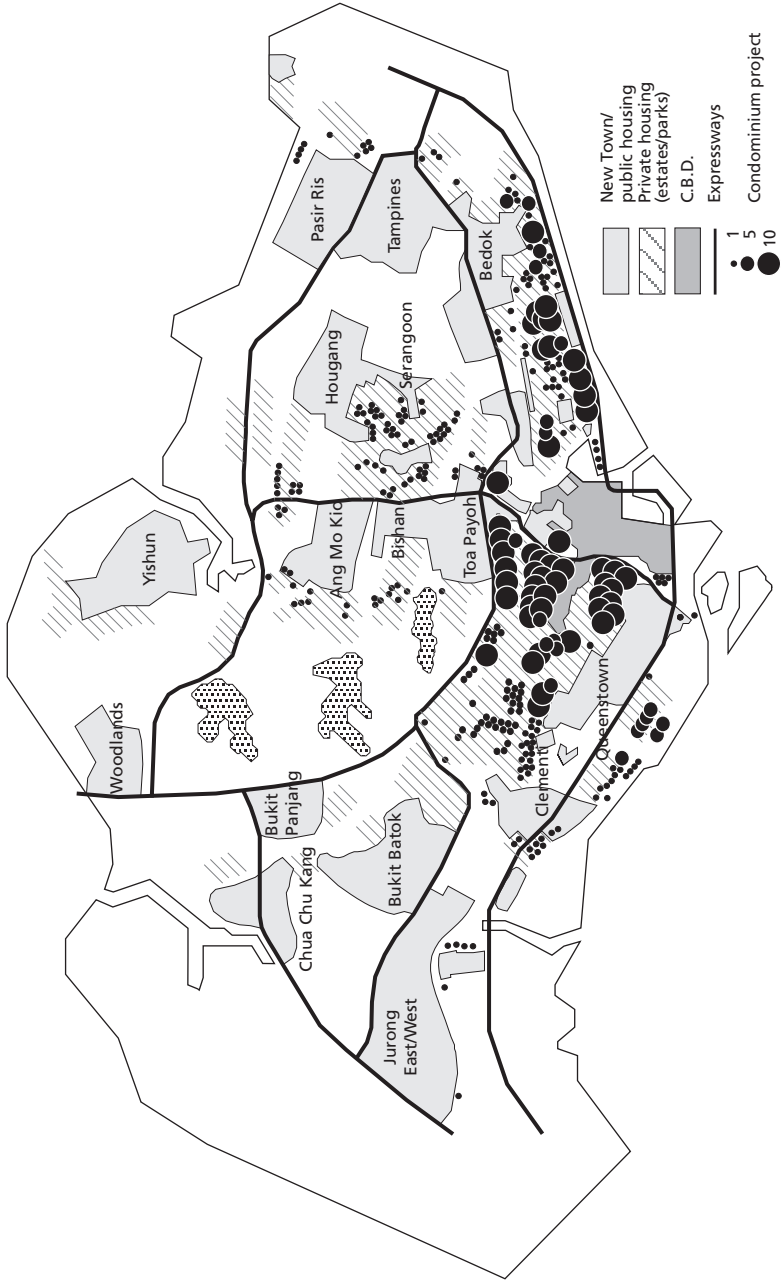 Woodlands
Yishun
Bukit
Panjang
Chua Chu Kang
Bukit Batok
Jurong
East/West
Ang Mo Kio
Bishan
Toa Payoh
Hougang
Serangoon
Pasir Ris
Tampines
Bedok
Clementi
Queenstown
New Town/
public housing
Private housing
(estates/parks)
C.B.D.
Expressways
1
5
10
Condominium project